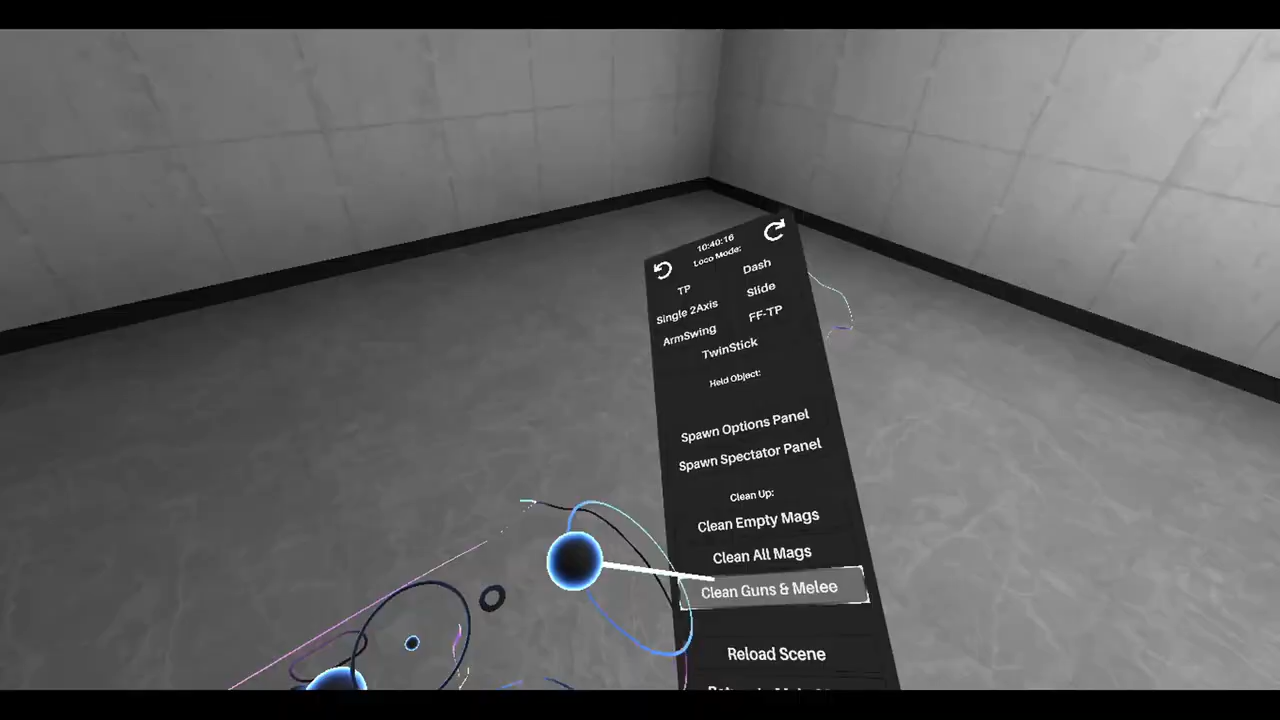 10:40:16
Loco Mode:
TP
Dash
Single 2Axis
Slide
ArmSwing
FF-TP
TwinStick
Held Object:
Spawn Options Panel
Spawn Spectator Panel
Clean Up:
Clean Empty Mags
Clean All Mags
Clean Guns & Melee
Reload Scene